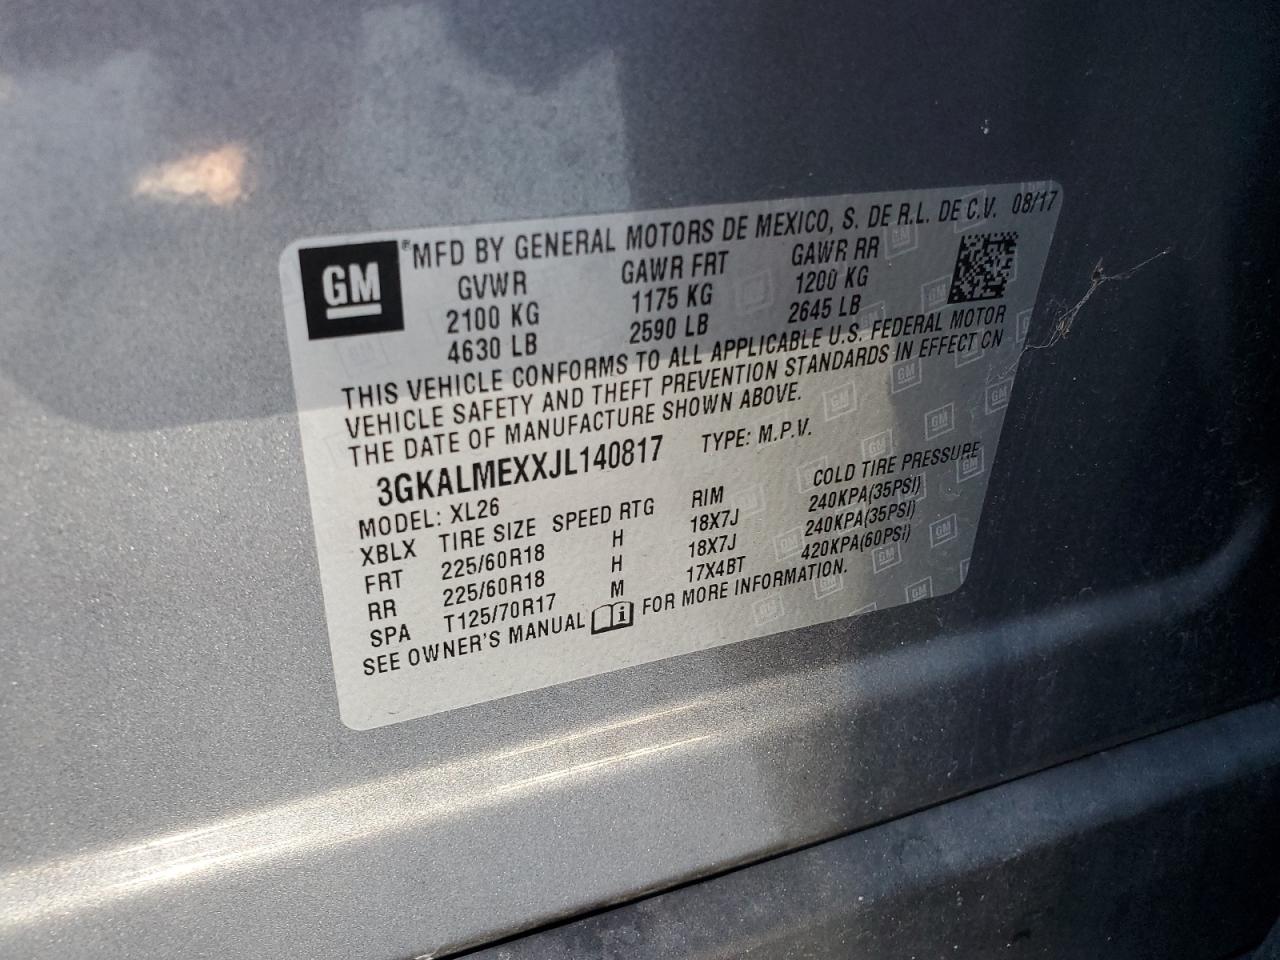 GM
®MFD BY GENERAL MOTORS DE MEXICO, S. DE R.L. DE C.V. 08/17
GVWR GAWR FRT GAWR RR
2100 KG 1175 KG 1200 KG
4630 LB 2590 LB 2645 LB
THIS VEHICLE CONFORMS TO ALL APPLICABLE U.S. FEDERAL MOTOR
VEHICLE SAFETY AND THEFT PREVENTION STANDARDS IN EFFECT ON
THE DATE OF MANUFACTURE SHOWN ABOVE.
3GKALMEXXJL140817 TYPE: M.P.V.
MODEL: XL26
XBLX TIRE SIZE SPEED RTG RIM COLD TIRE PRESSURE
FRT 225/60R18 H 18X7J 240KPA(35PSI)
RR 225/60R18 H 18X7J 240KPA(35PSI)
SPA T125/70R17 M 17X4BT 420KPA(60PSI)
SEE OWNER'S MANUAL i FOR MORE INFORMATION.